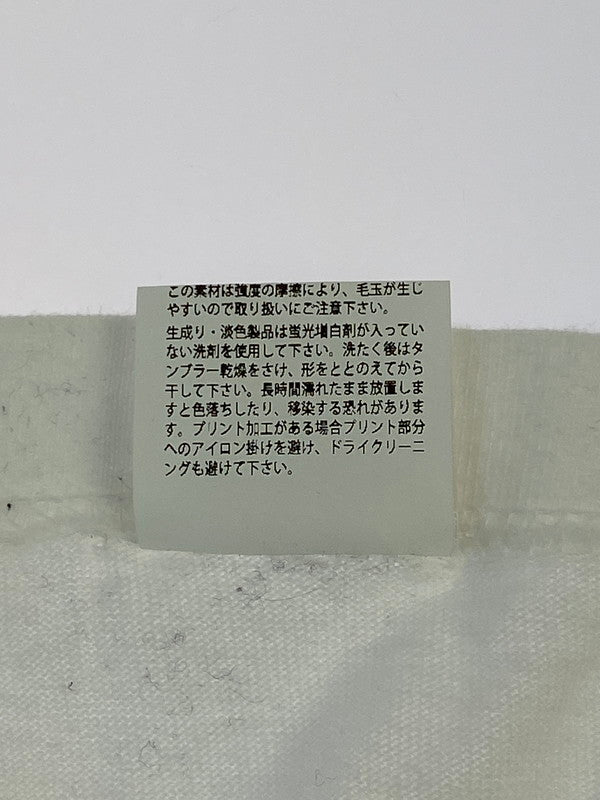 この素材は強度の摩擦により、毛玉が生じ
やすいので取り扱いにご注意下さい。
生成り・淡色製品は蛍光増白剤が入ってい
ない洗剤を使用して下さい。洗たく後はタ
ンブラー乾燥をさけ、形をととのえてから
干して下さい。長時間濡れたまま放置しま
すと色落ちしたり、移染する恐れがありま
す。プリント加工がある場合プリント部分
へのアイロン掛けを避け、ドライクリーニ
ングも避けて下さい。